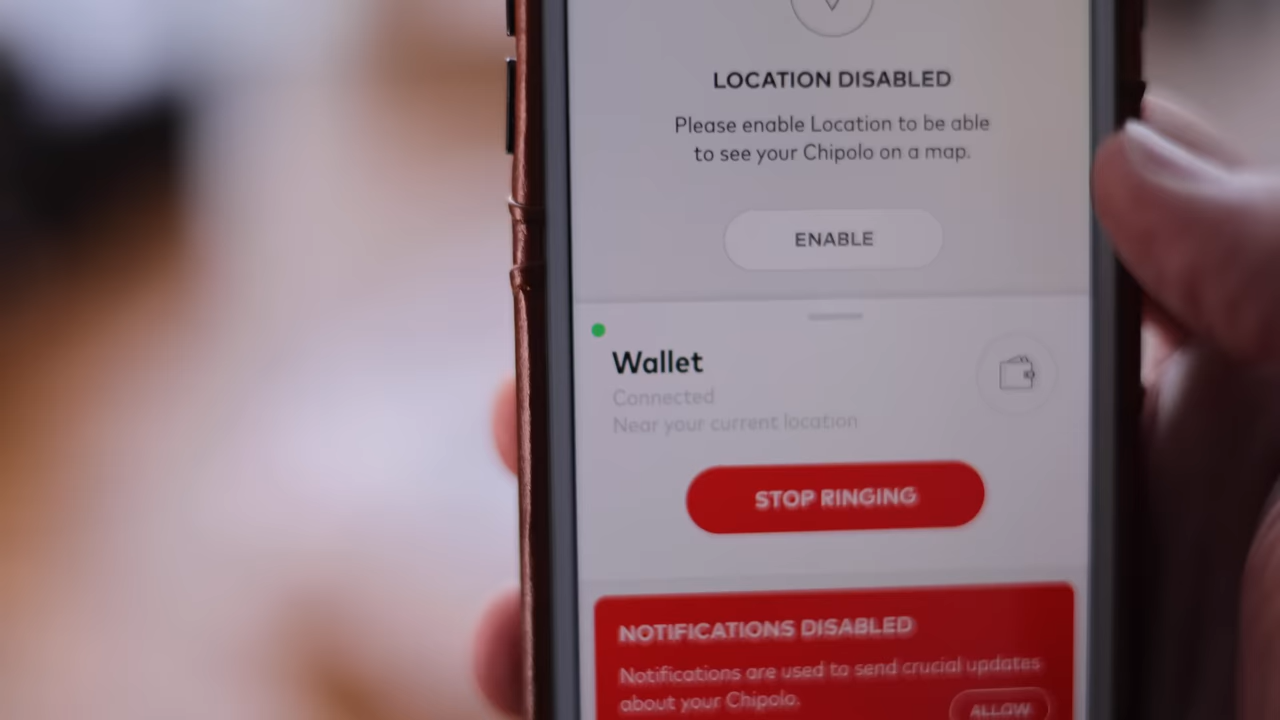 LOCATION DISABLED
Please enable Location to be able
to see your Chipolo on a map.
ENABLE
Wallet
Connected
Near your current location
STOP RINGING
NOTIFICATIONS DISABLED
Notifications are used to send crucial updates
about your Chipolo.
ALLOW